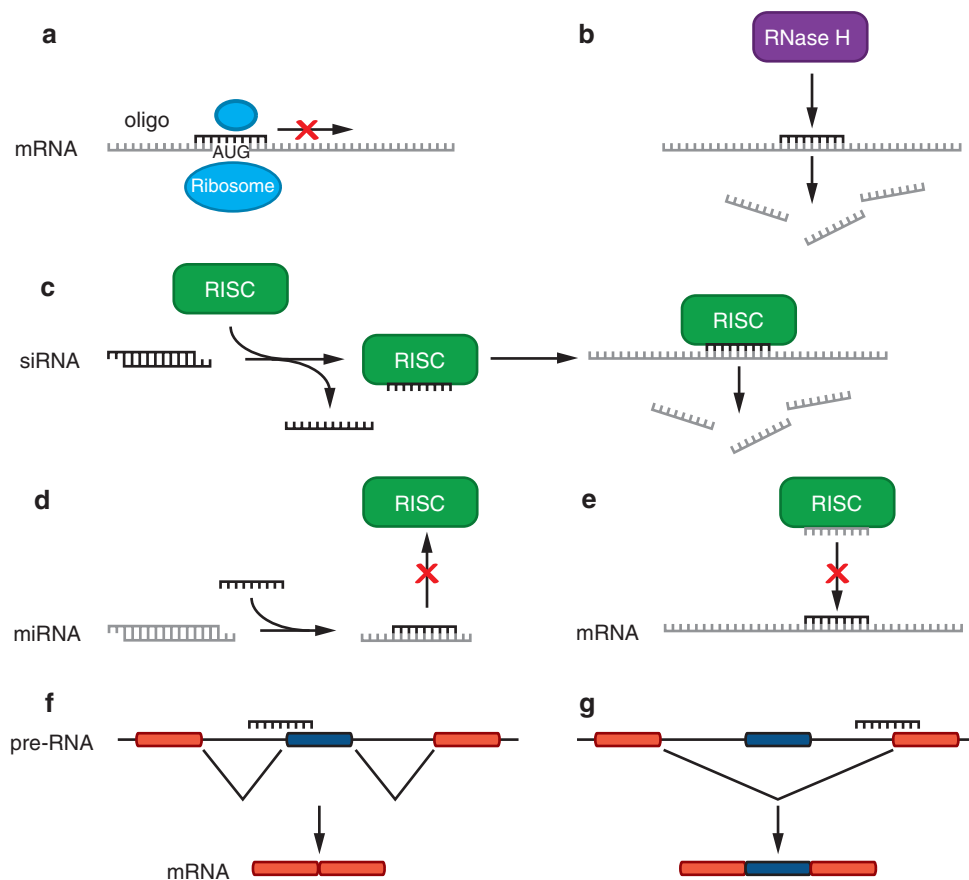 a
oligo
mRNA
AUG
Ribosome
b
RNase H
c
RISC
siRNA
RISC
RISC
d
RISC
miRNA
e
RISC
mRNA
f
pre-RNA
mRNA
g